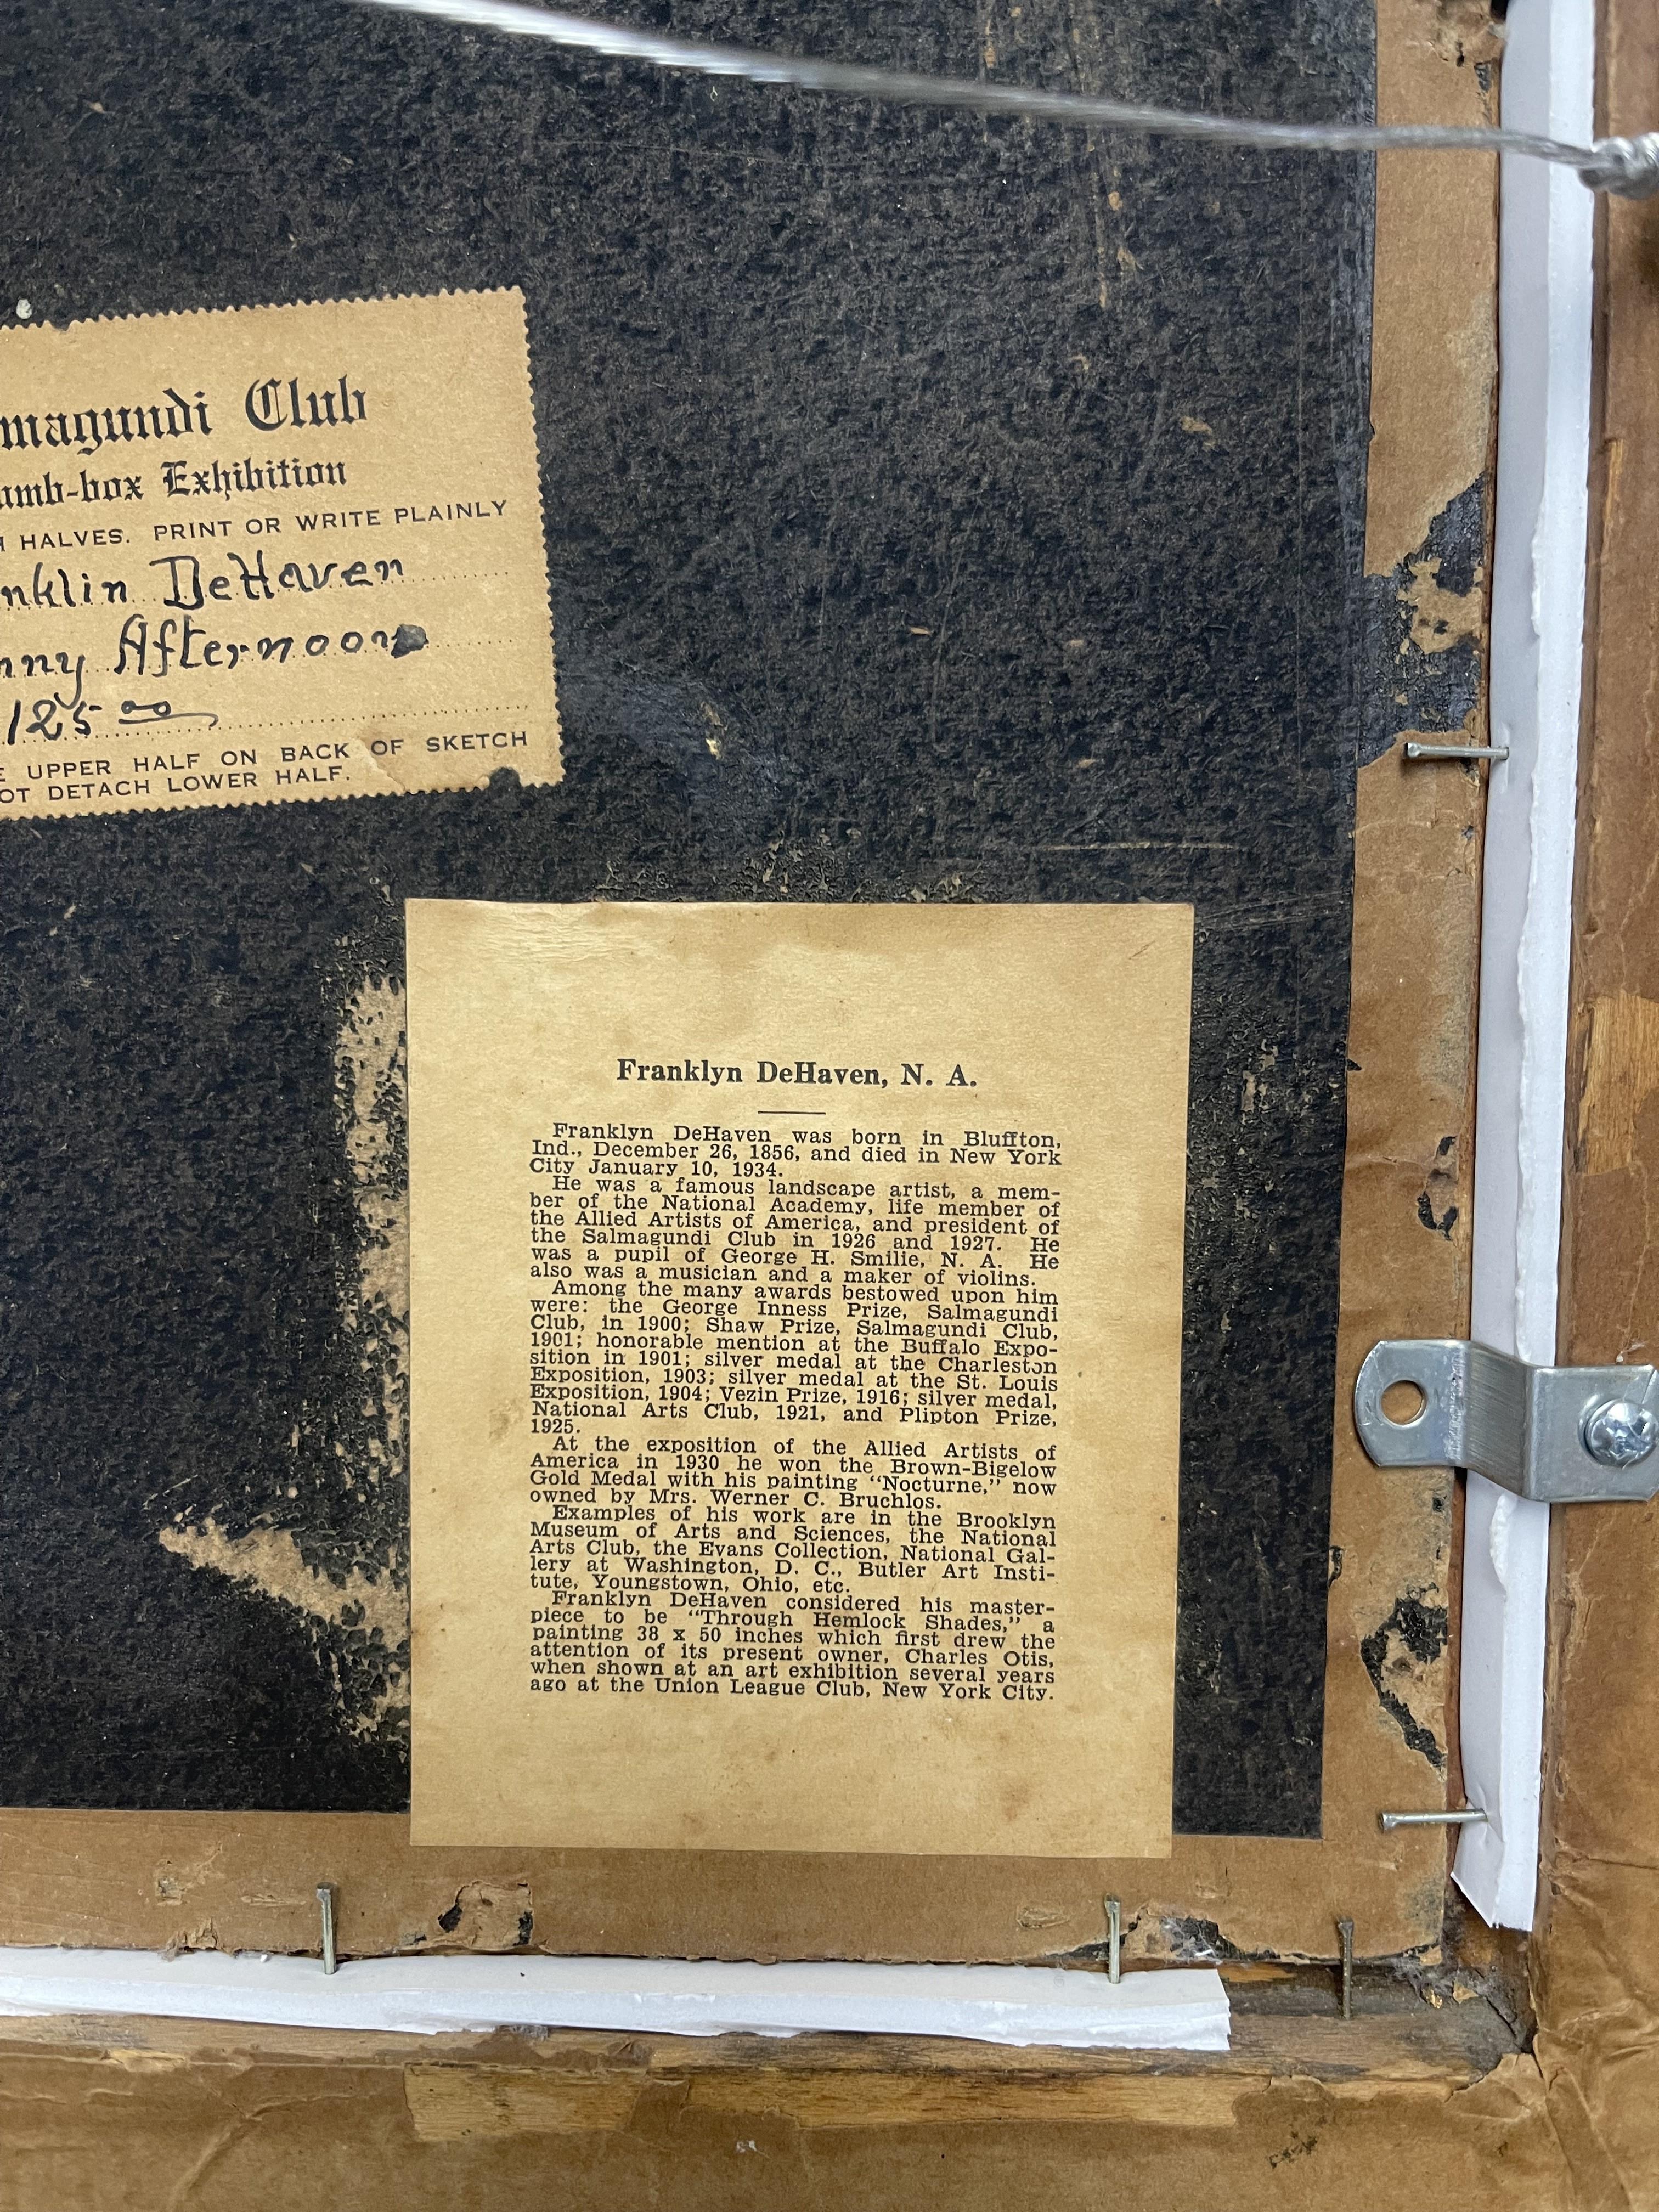 magundi Club
umb-box Exhibition
H HALVES. PRINT OR WRITE PLAINLY
nklin DeHaven
nny Afternoon
125 00
E UPPER HALF ON BACK OF SKETCH
OT DETACH LOWER HALF.
Franklyn DeHaven, N. A.
Franklyn DeHaven was born in Bluffton,
Ind., December 26, 1856, and died in New York
City January 10, 1934.
He was a famous landscape artist, a mem-
ber of the National Academy, life member of
the Allied Artists of America, and president of
the Salmagundi Club in 1926 and 1927. He
was a pupil of George H. Smilie, N. A. He
also was a musician and a maker of violins.
Among the many awards bestowed upon him
were: the George Inness Prize, Salmagundi
Club, in 1900; Shaw Prize, Salmagundi Club,
1901; honorable mention at the Buffalo Expo-
sition in 1901; silver medal at the Charleston
Exposition, 1903; silver medal at the St. Louis
Exposition, 1904; Vezin Prize, 1916; silver medal,
National Arts Club, 1921, and Plipton Prize,
1925.
At the exposition of the Allied Artists of
America in 1930 he won the Brown-Bigelow
Gold Medal with his painting "Nocturne," now
owned by Mrs. Werner C. Bruchlos.
Examples of his work are in the Brooklyn
Museum of Arts and Sciences, the National
Arts Club, the Evans Collection, National Gal-
lery at Washington, D. C., Butler Art Insti-
tute, Youngstown, Ohio, etc.
Franklyn DeHaven considered his master-
piece to be "Through Hemlock Shades," a
painting 38 x 50 inches which first drew the
attention of its present owner, Charles Otis,
when shown at an art exhibition several years
ago at the Union League Club, New York City.